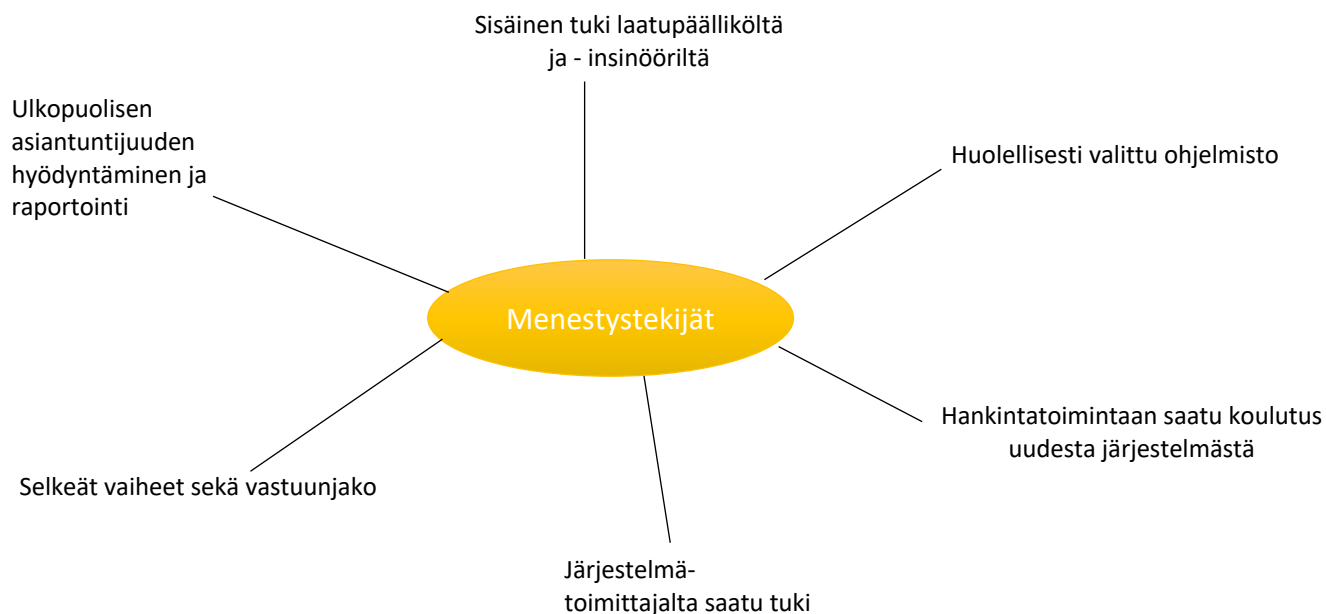 Sisäinen tuki laatupäälliköltä
ja - insinööriltä
Ulkopuolisen
asiantuntijuuden
hyödyntäminen ja
raportointi
Huolellisesti valittu ohjelmisto
Menestystekijät
Hankintatoimintaan saatu koulutus
uudesta järjestelmästä
Selkeät vaiheet sekä vastuunjako
Järjestelmä-
toimittajalta saatu tuki